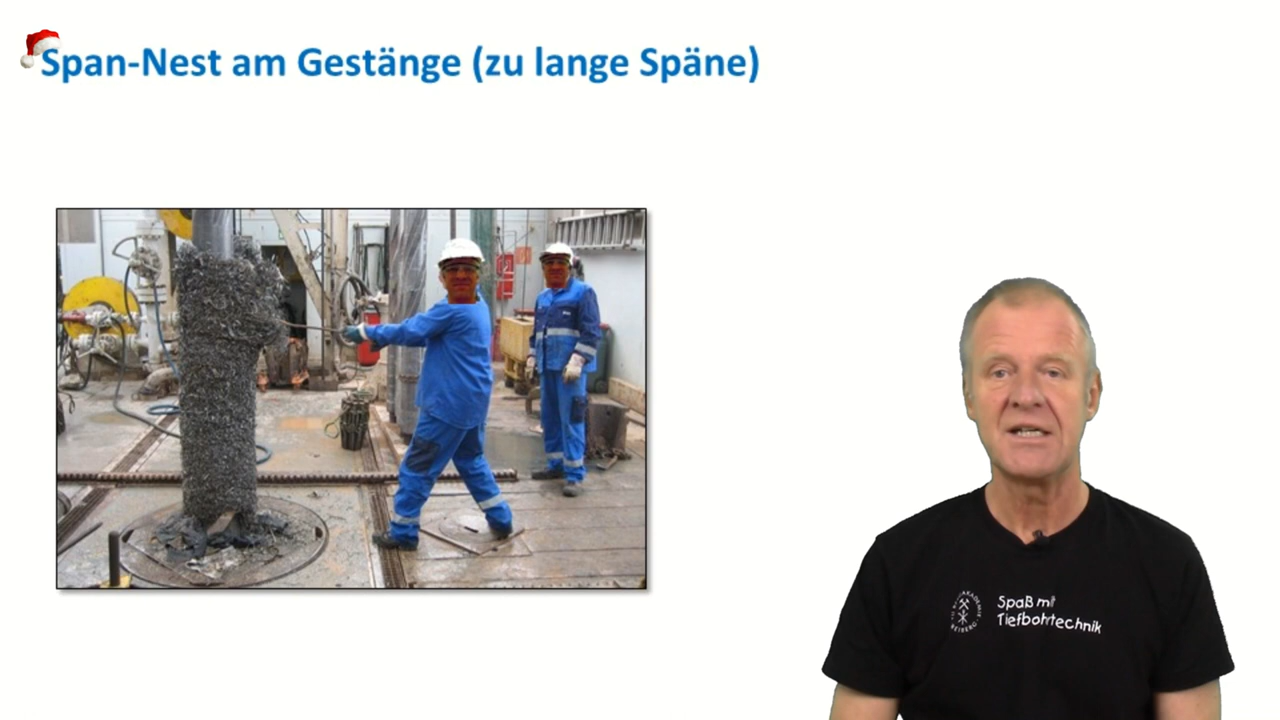 Span-Nest am Gestänge (zu lange Späne)
Spaß mit
Tiefbohrtechnik